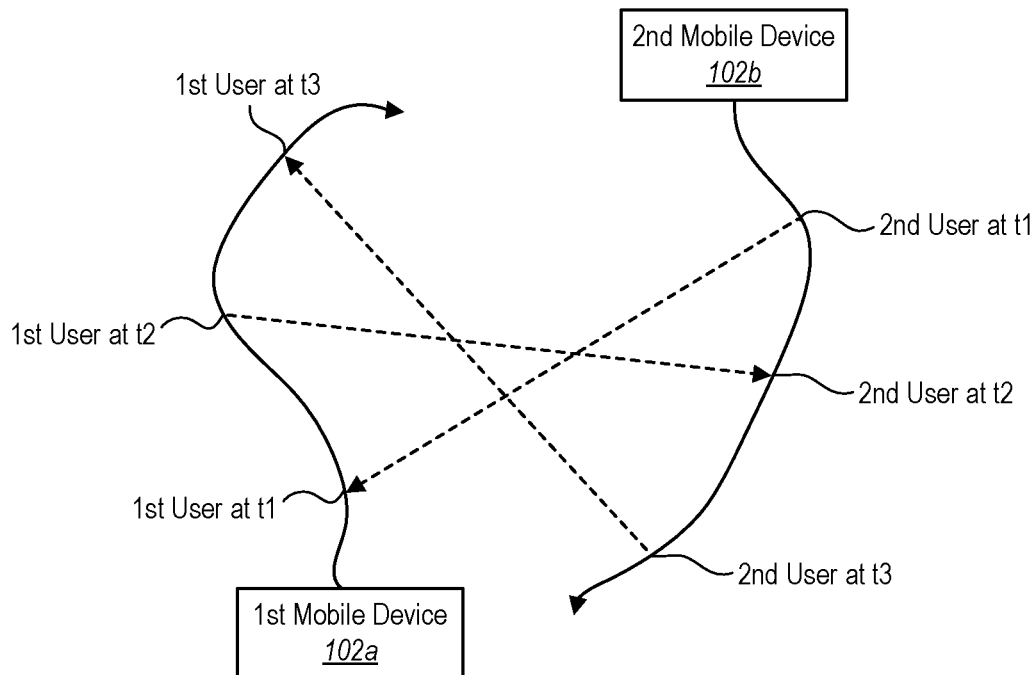 2nd Mobile Device
102b
1st User at t3
2nd User at t1
1st User at t2
2nd User at t2
1st User at t1
2nd User at t3
1st Mobile Device
102a